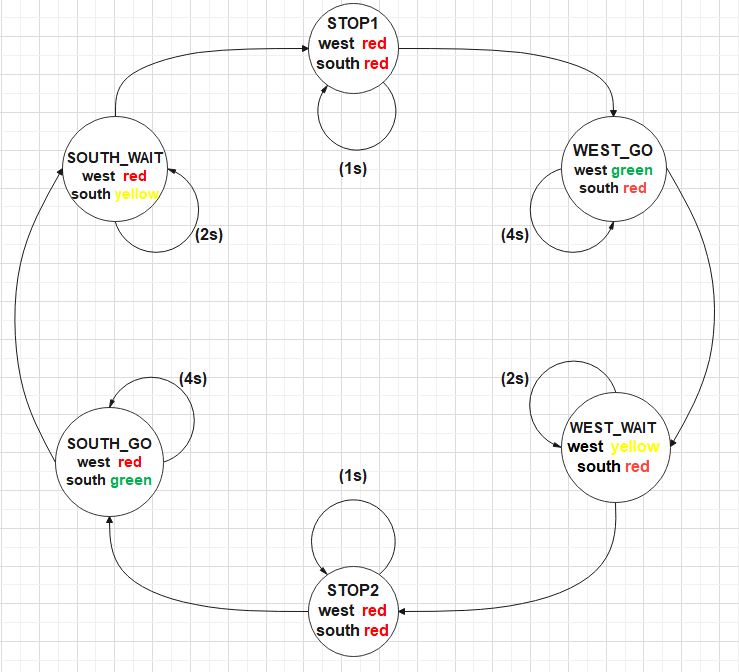 STOP1
west red
south red
(1s)
SOUTH_WAIT
west red
south yellow
(2s)
WEST_GO
west green
south red
(4s)
(4s)
SOUTH_GO
west red
south green
(2s)
WEST_WAIT
west yellow
south red
(1s)
STOP2
west red
south red